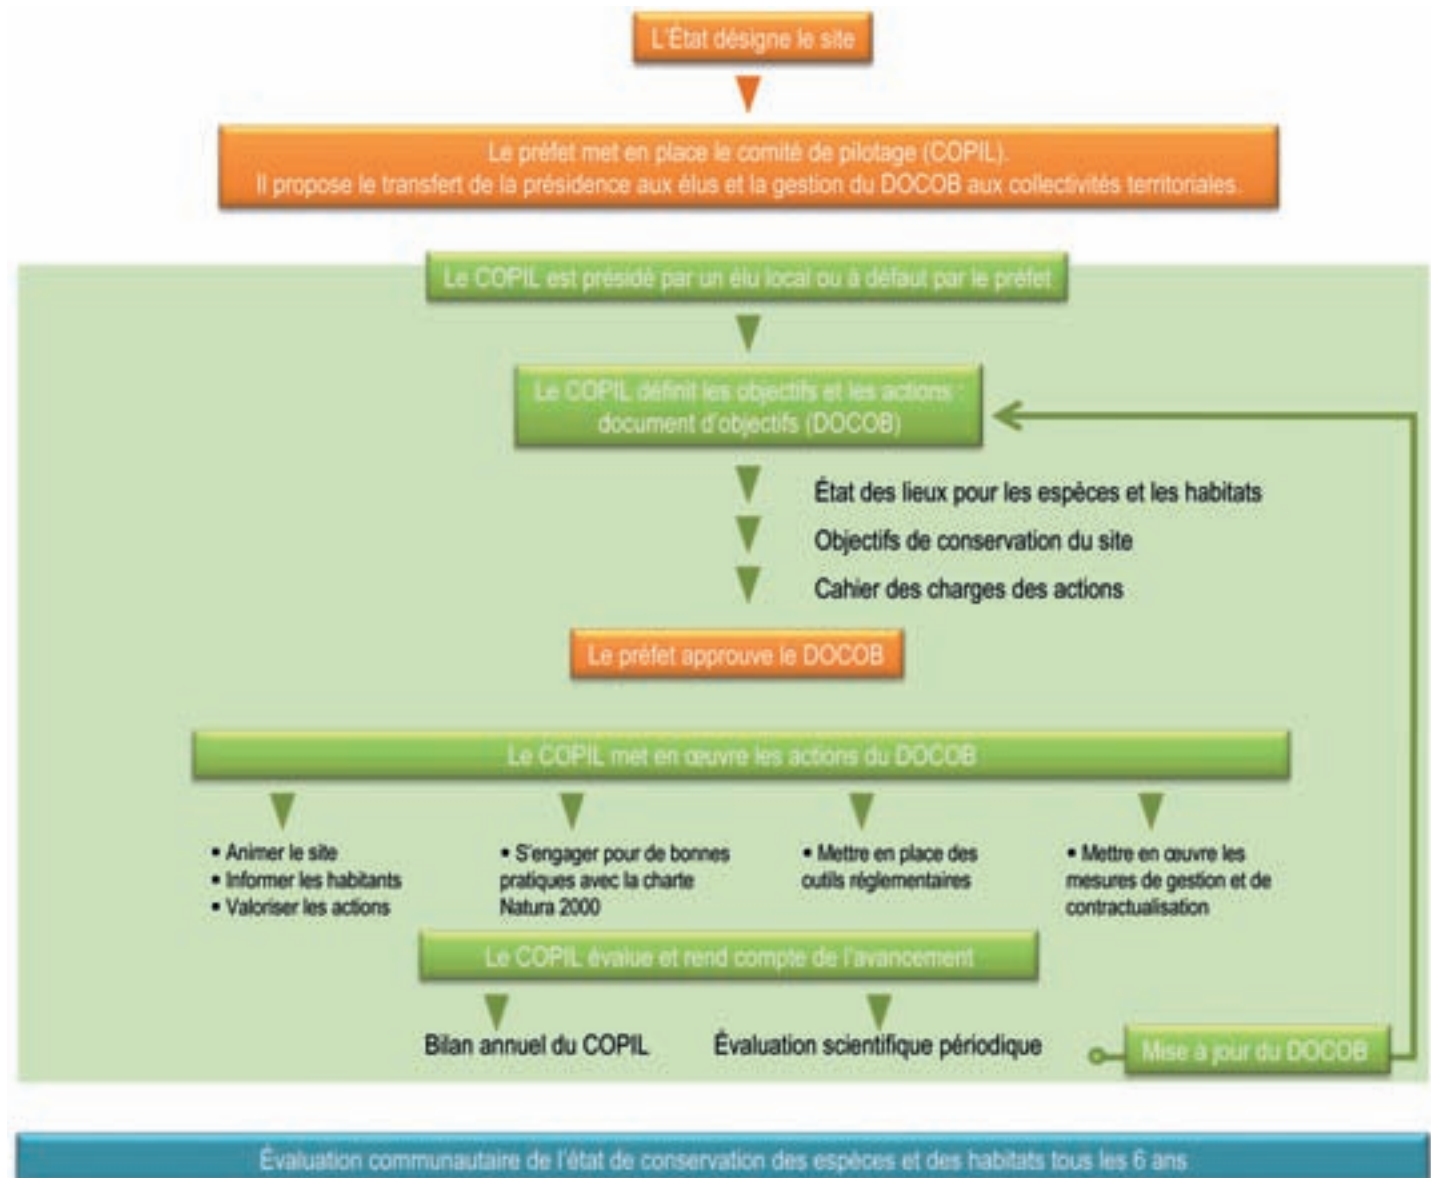 L'État désigne le site
Le préfet met en place le comité de pilotage (COPIL).
Il propose le transfert de la présidence aux élus et la gestion du DOCOB aux collectivités territoriales.
Le COPIL est présidé par un élu local ou à défaut par le préfet
Le COPIL définit les objectifs et les actions :
document d'objectifs (DOCOB)
État des lieux pour les espèces et les habitats
Objectifs de conservation du site
Cahier des charges des actions
Le préfet approuve le DOCOB
Le COPIL met en œuvre les actions du DOCOB
▪ Animer le site
▪ Informer les habitants
▪ Valoriser les actions
▪ S'engager pour de bonnes
pratiques avec la charte
Natura 2000
▪ Mettre en place des
outils réglementaires
▪ Mettre en œuvre les
mesures de gestion et de
contractualisation
Le COPIL évalue et rend compte de l'avancement
Bilan annuel du COPIL
Évaluation scientifique périodique
Mise à jour du DOCOB
Évaluation communautaire de l'état de conservation des espèces et des habitats tous les 6 ans